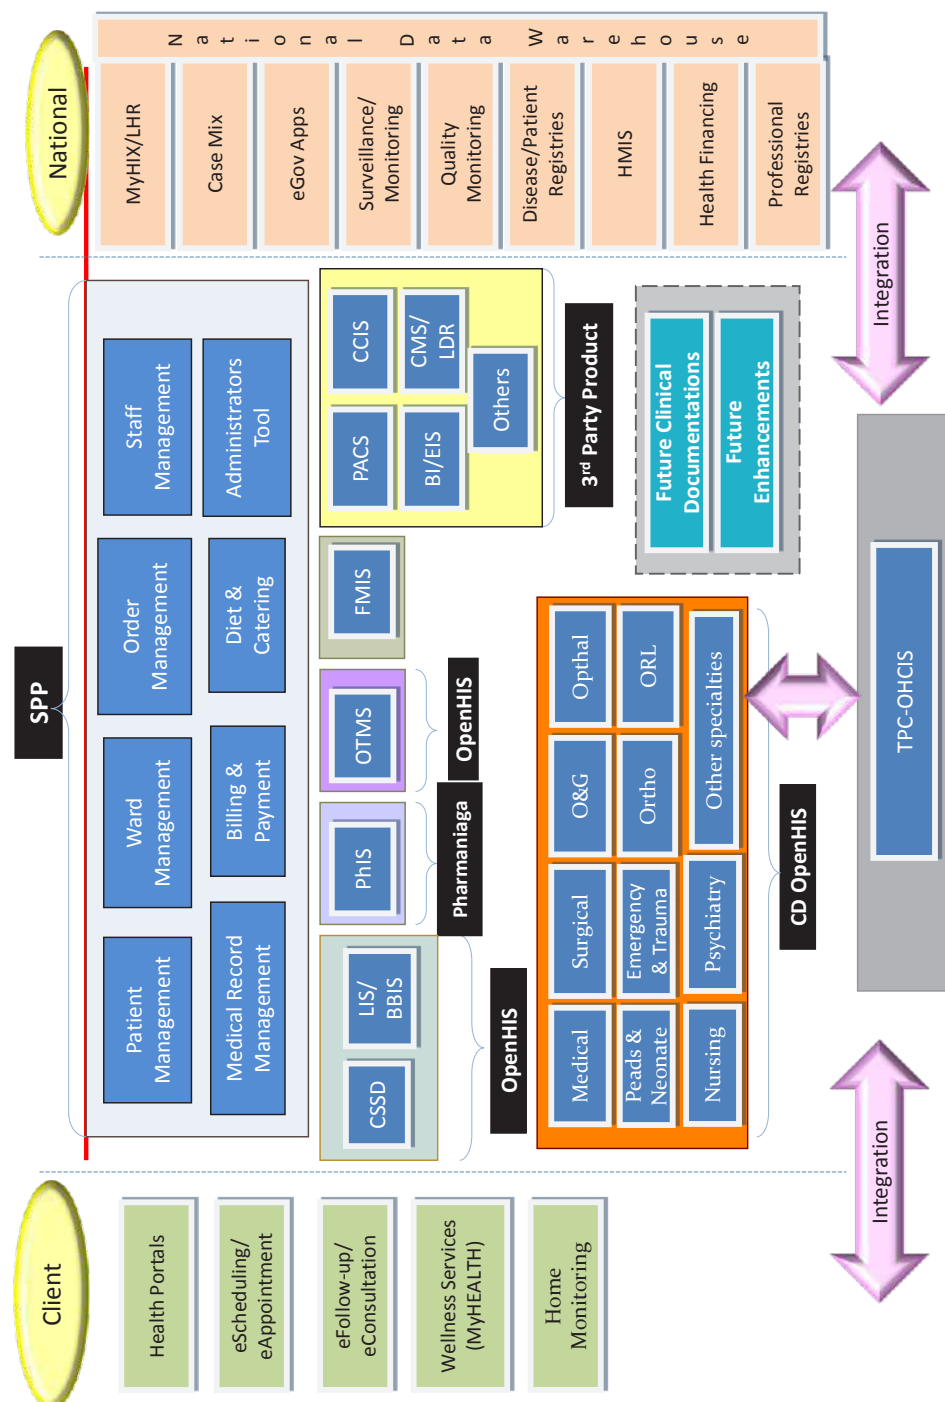 Client
Health Portals
eScheduling/
eAppointment
eFollow-up/
eConsultation
Wellness Services
(MyHEALTH)
Home
Monitoring
SPP
Patient
Management
Ward
Management
Order
Management
Staff
Management
Medical Record
Management
Billing &
Payment
Diet &
Catering
Administrators
Tool
CSSD
LIS/
BBIS
OpenHIS
PhIS
Pharmaniaga
OTMS
OpenHIS
FMIS
PACS
CCIS
BI/EIS
CMS/
LDR
Others
3rd Party Product
Medical
Surgical
O&G
Opthal
Peads &
Neonate
Emergency
& Trauma
Ortho
ORL
Nursing
Psychiatry
Other specialties
CD OpenHIS
Future Clinical
Documentations
Future
Enhancements
National
MyHIX/LHR
Case Mix
eGov Apps
Surveillance/
Monitoring
Quality
Monitoring
Disease/Patient
Registries
HMIS
Health Financing
Professional
Registries
National Data Warehouse
Integration
TPC-OHCIS
Integration